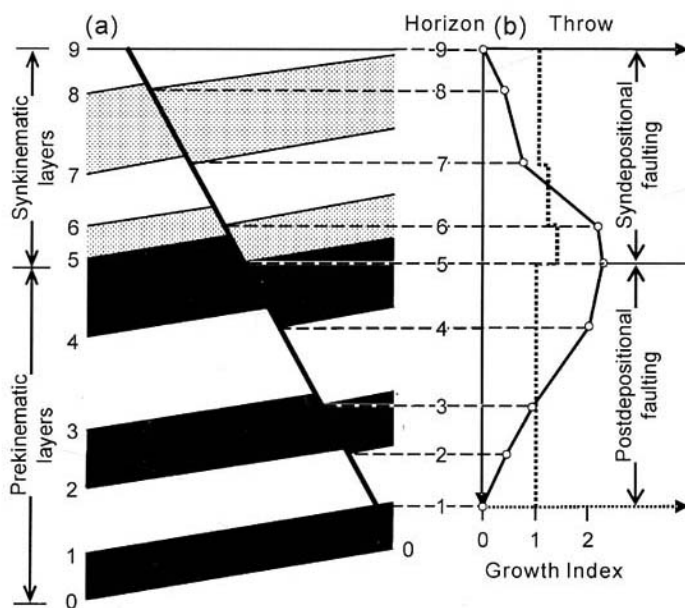 (a)
Horizon
(b)
Throw
9
8
7
6
5
4
3
2
1
0
Synkinematic
layers
Prekinematic
layers
9
8
7
6
5
4
3
2
1
0
Syndepositional
faulting
Postdepositional
faulting
0
1
2
Growth Index